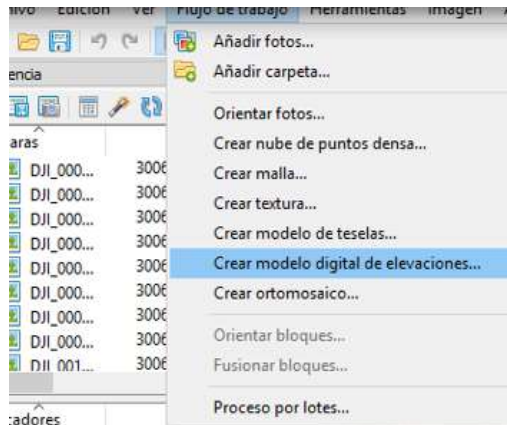 Edición Ver Flujo de trabajo Herramientas Imagen
Añadir fotos...
Añadir carpeta...
Orientar fotos...
Crear nube de puntos densa...
Crear malla...
Crear textura...
Crear modelo de teselas...
Crear modelo digital de elevaciones...
Crear ortomosaico...
Orientar bloques...
Fusionar bloques...
Proceso por lotes...
encia
aras
DJI_000... 3006
DJI_000... 3006
DJI_000... 3006
DJI_000... 3006
DJI_000... 3006
DJI_000... 3006
DJI_000... 3006
DJI_001... 3006
cadores